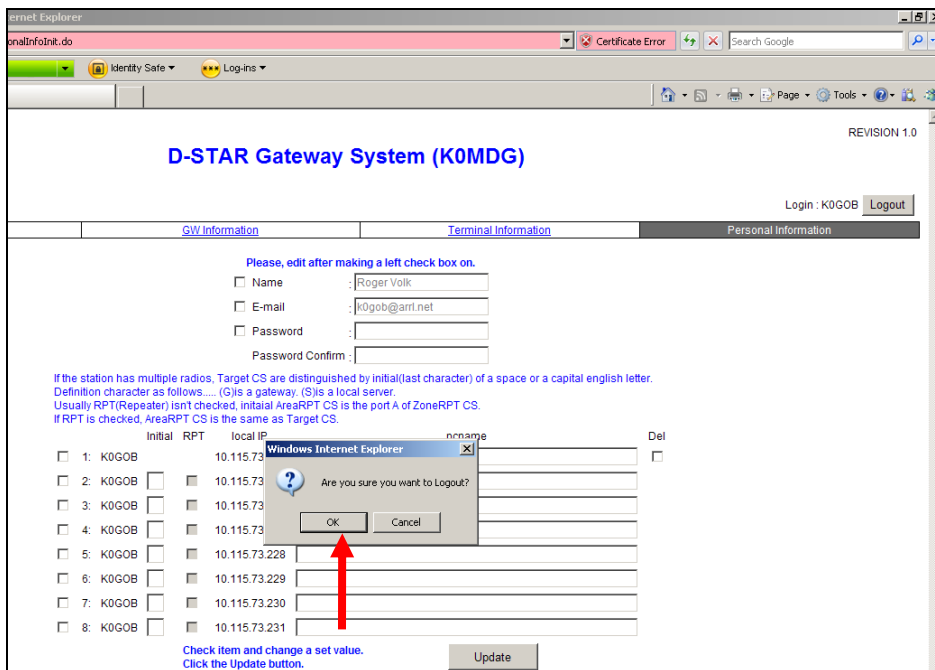 ernet Explorer
onalInfoInit.do
Certificate Error
Search Google
Identity Safe
Log-ins
Page
Tools
REVISION 1.0
D-STAR Gateway System (K0MDG)
Login : K0GOB Logout
GW Information Terminal Information Personal Information
Please, edit after making a left check box on.
Name : Roger Volk
E-mail : k0gob@arrl.net
Password :
Password Confirm :
If the station has multiple radios, Target CS are distinguished by initial(last character) of a space or a capital english letter.
Definition character as follows..... (G)is a gateway. (S)is a local server.
Usually RPT(Repeater) isn't checked, initaial AreaRPT CS is the port A of ZoneRPT CS.
If RPT is checked, AreaRPT CS is the same as Target CS.
Initial RPT local IP pcname Del
Windows Internet Explorer
Are you sure you want to Logout?
OK Cancel
1: K0GOB 10.115.73
2: K0GOB 10.115.73
3: K0GOB 10.115.73
4: K0GOB 10.115.73
5: K0GOB 10.115.73.228
6: K0GOB 10.115.73.229
7: K0GOB 10.115.73.230
8: K0GOB 10.115.73.231
Check item and change a set value.
Click the Update button.
Update